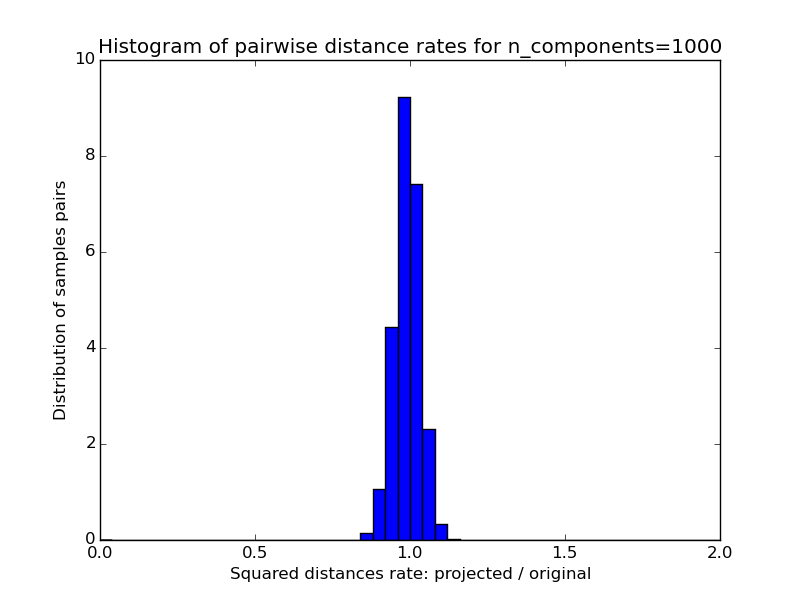 Histogram of pairwise distance rates for n_components=1000
10
8
6
4
2
0
Distribution of samples pairs
0.0 0.5 1.0 1.5 2.0
Squared distances rate: projected / original